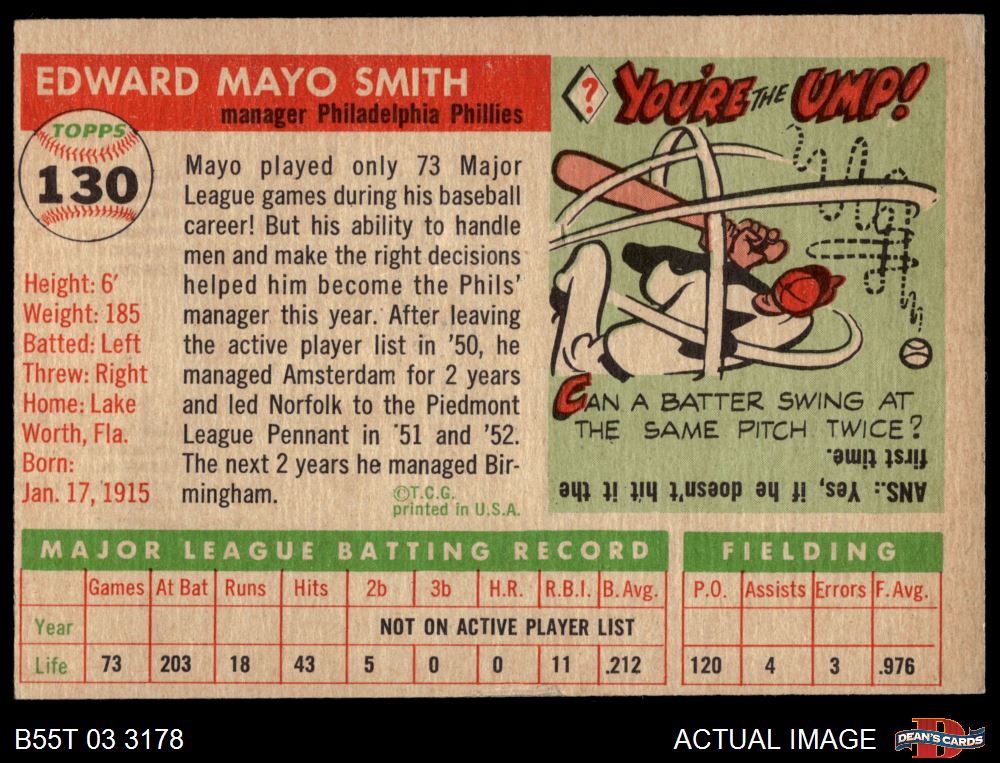 EDWARD MAYO SMITH
manager Philadelphia Phillies
TOPPS
130
Mayo played only 73 Major
League games during his baseball
career! But his ability to handle
men and make the right decisions
helped him become the Phils'
manager this year. After leaving
the active player list in '50, he
managed Amsterdam for 2 years
and led Norfolk to the Piedmont
League Pennant in '51 and '52.
The next 2 years he managed Bir-
mingham.
©T.C.G.
printed in U.S.A.
Height: 6'
Weight: 185
Batted: Left
Threw: Right
Home: Lake
Worth, Fla.
Born:
Jan. 17, 1915
? YOU'RE THE UMP!
CAN A BATTER SWING AT
THE SAME PITCH TWICE?
ANS.: Yes, if he doesn't hit it the
first time.
MAJOR LEAGUE BATTING RECORD
Games At Bat Runs Hits 2b 3b H.R. R.B.I. B. Avg.
Year NOT ON ACTIVE PLAYER LIST
Life 73 203 18 43 5 0 0 11 .212
FIELDING
P.O. Assists Errors F. Avg.
120 4 3 .976
B55T 03 3178
ACTUAL IMAGE
DEAN'S CARDS